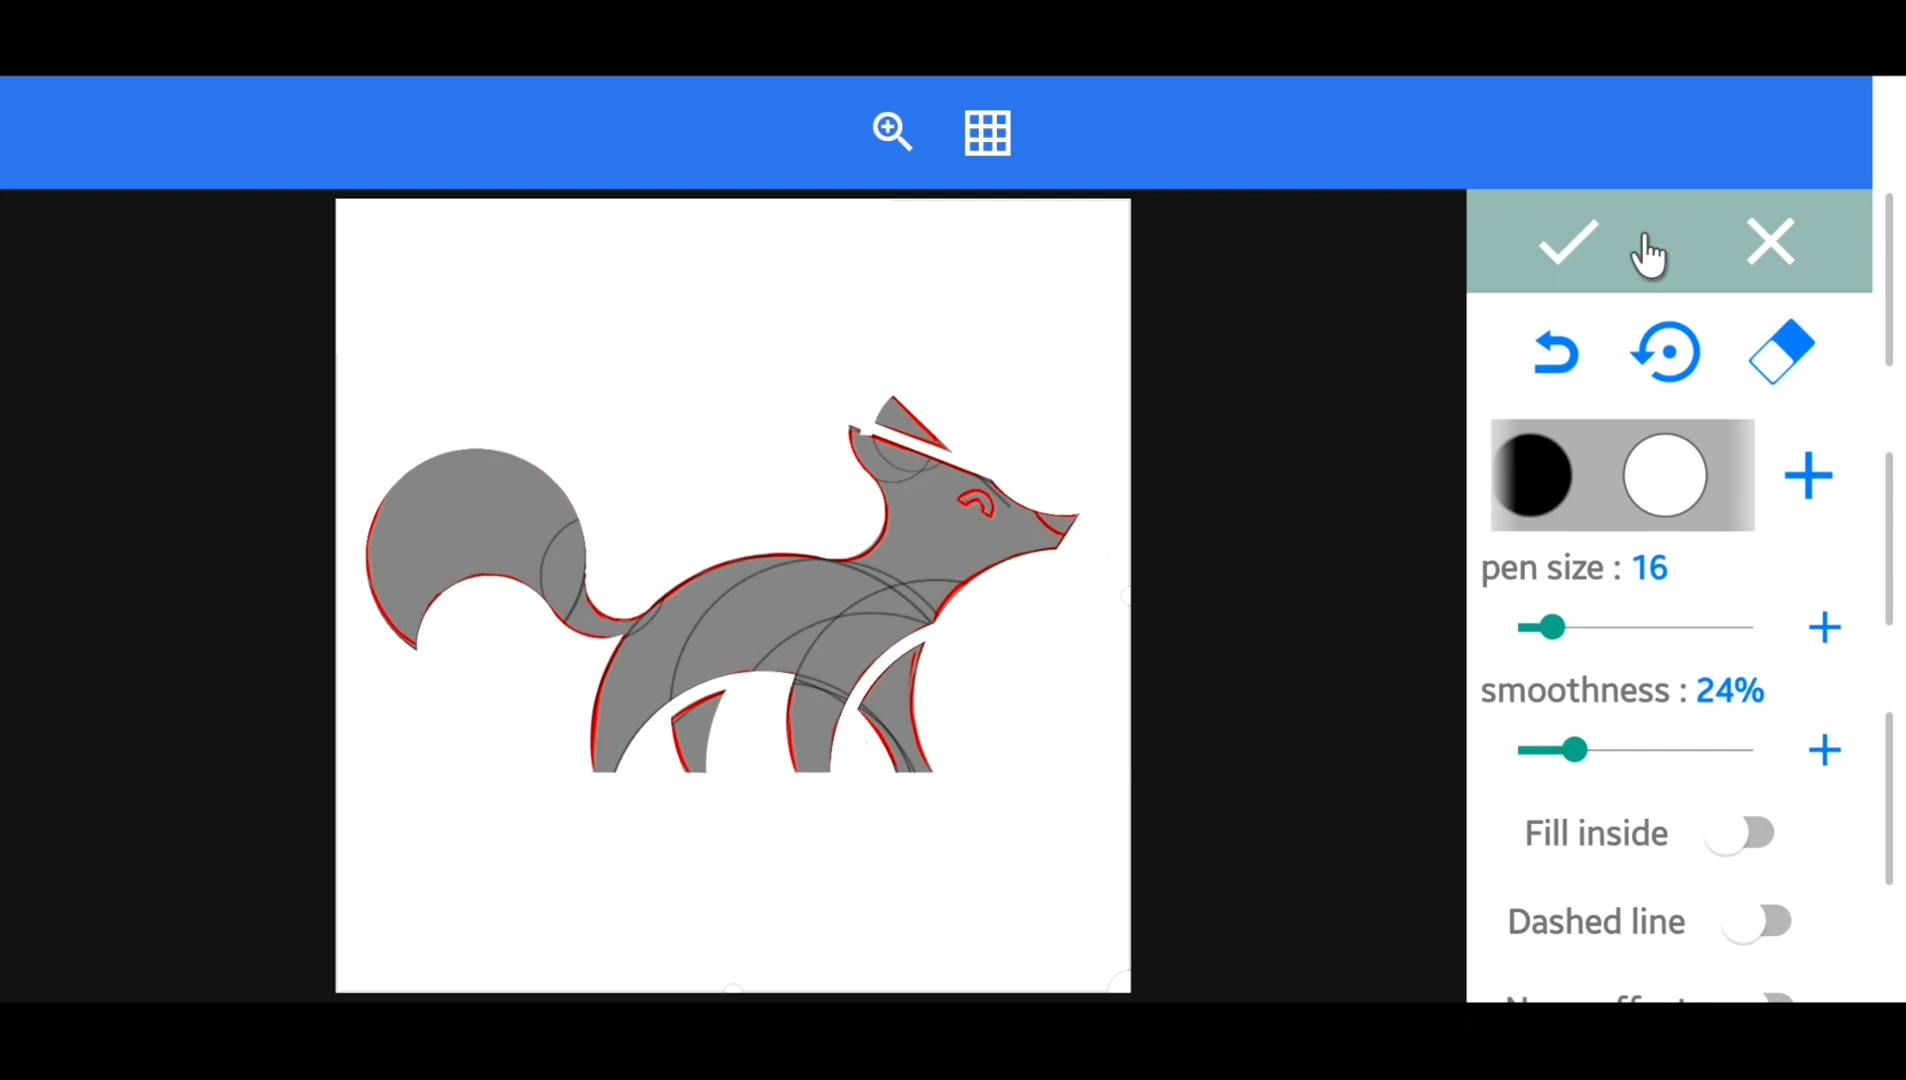 pen size : 16
smoothness : 24%
Fill inside
Dashed line